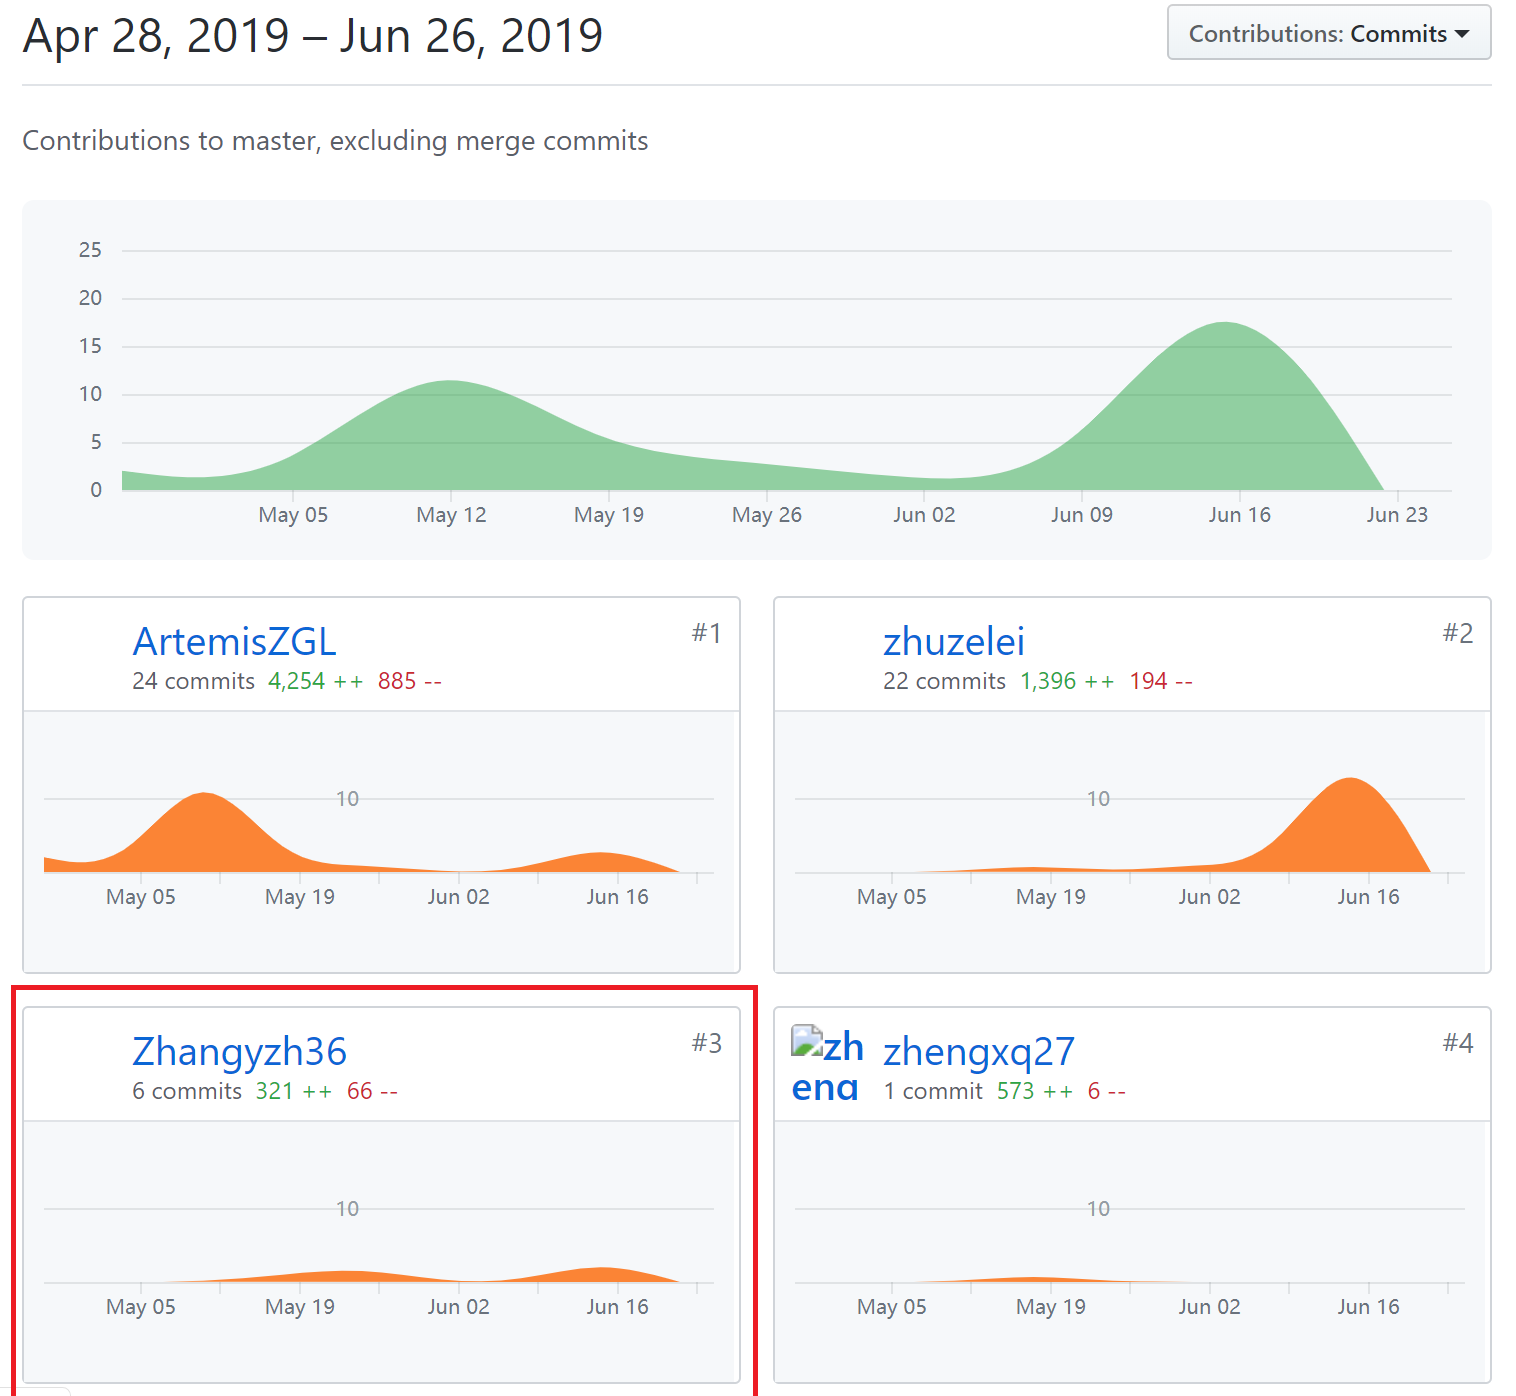 Apr 28, 2019 – Jun 26, 2019
Contributions: Commits
Contributions to master, excluding merge commits
25
20
15
10
5
0
May 05 May 12 May 19 May 26 Jun 02 Jun 09 Jun 16 Jun 23
ArtemisZGL #1
24 commits 4,254 ++ 885 --
10
May 05 May 19 Jun 02 Jun 16
zhuzelei #2
22 commits 1,396 ++ 194 --
10
May 05 May 19 Jun 02 Jun 16
Zhangyzh36 #3
6 commits 321 ++ 66 --
10
May 05 May 19 Jun 02 Jun 16
zh
eng
zhengxq27 #4
1 commit 573 ++ 6 --
10
May 05 May 19 Jun 02 Jun 16